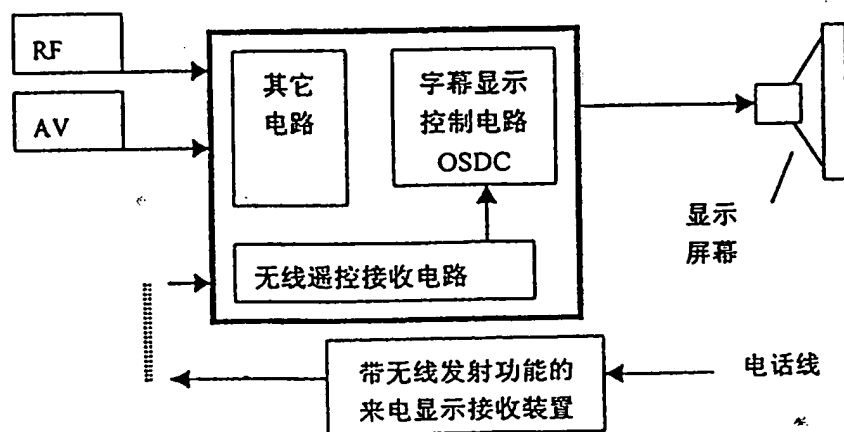 RF
AV
其它
电路
字幕显示
控制电路
OSDC
显示
屏幕
无线遥控接收电路
带无线发射功能的
来电显示接收装置
电话线